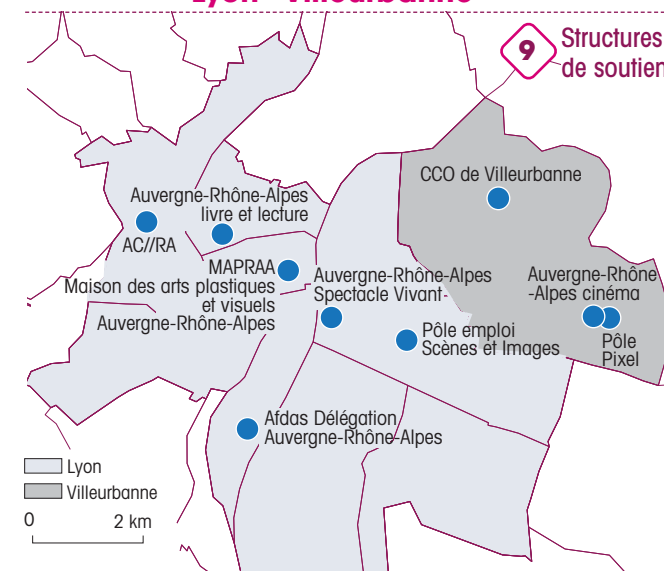 Lyon - Villeurbanne
9
Structures
de soutien
CCO de Villeurbanne
Auvergne-Rhône-Alpes
livre et lecture
AC//RA
MAPRAA
Maison des arts plastiques
et visuels
Auvergne-Rhône-Alpes
Auvergne-Rhône-Alpes
Spectacle Vivant
Auvergne-Rhône
-Alpes cinéma
Pôle emploi
Scènes et Images
Pôle
Pixel
Afdas Délégation
Auvergne-Rhône-Alpes
Lyon
Villeurbanne
0 2 km